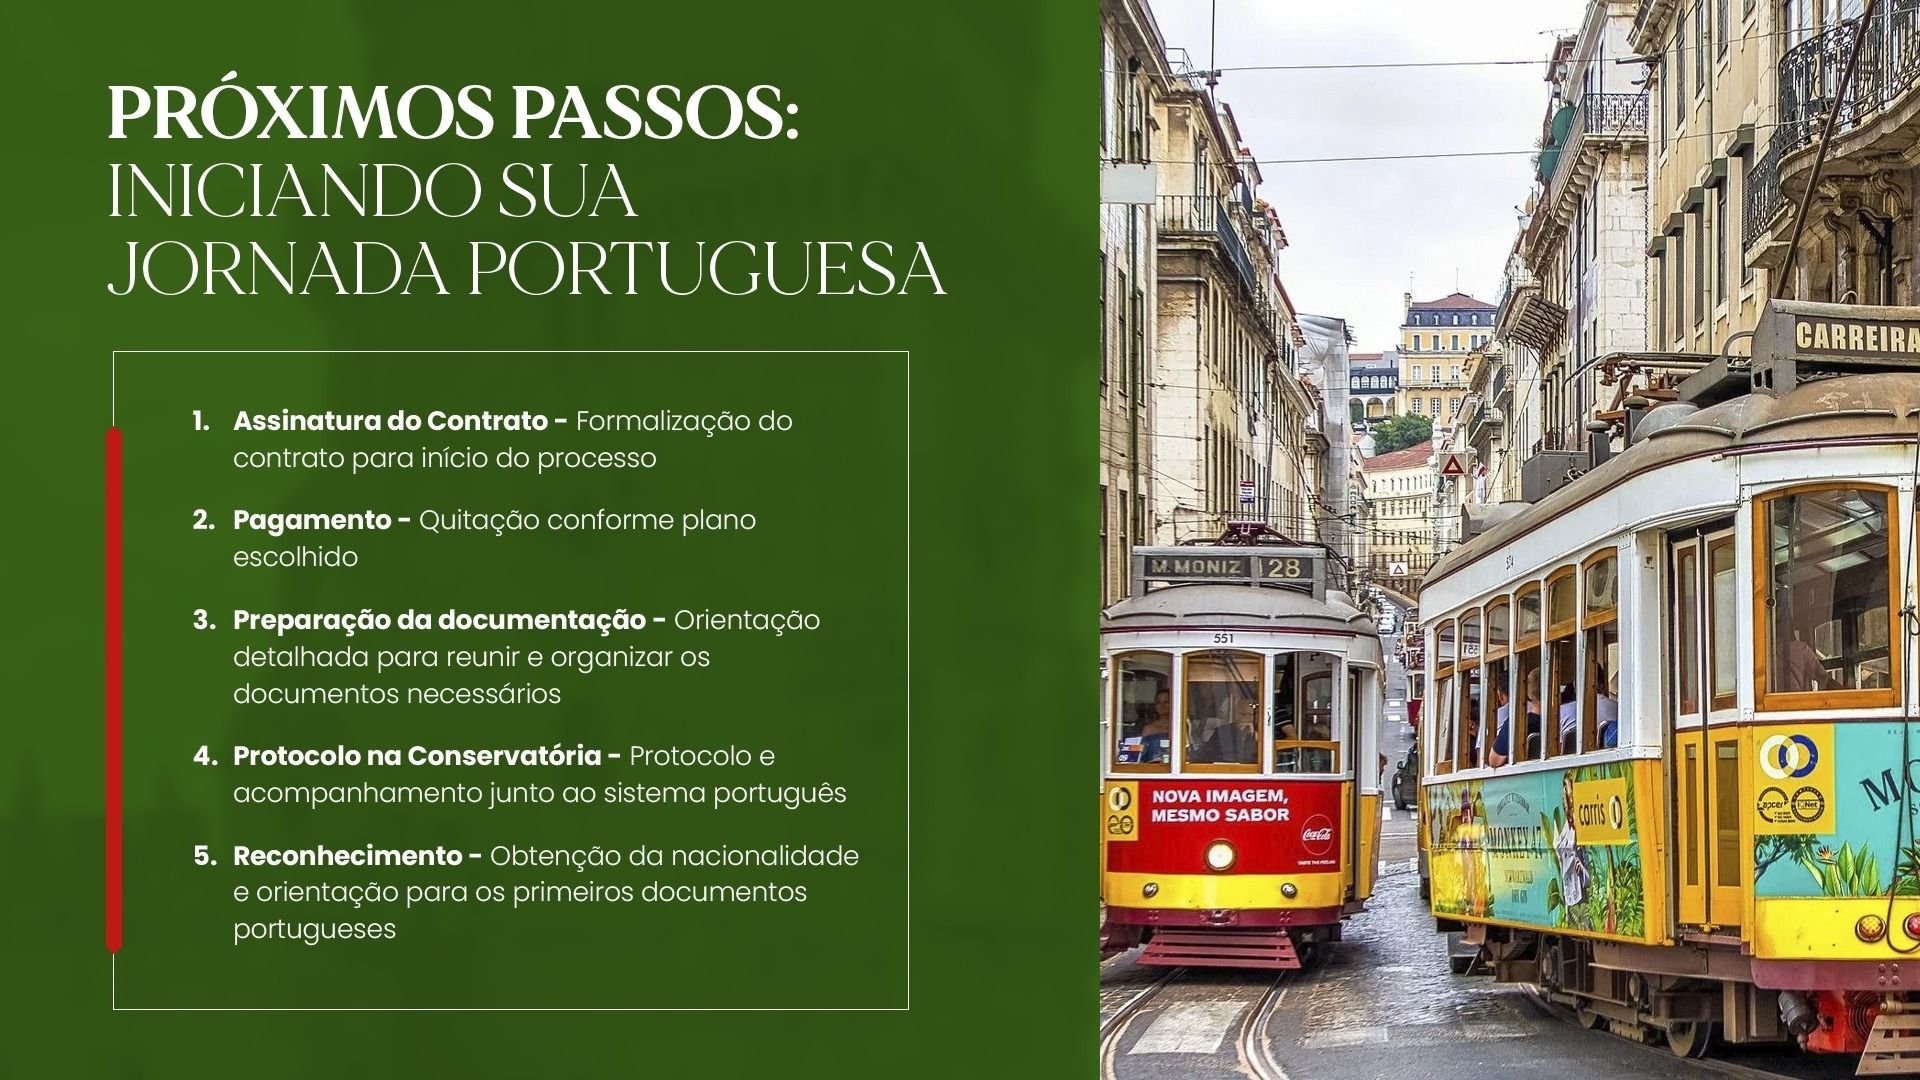 PRÓXIMOS PASSOS:
INICIANDO SUA
JORNADA PORTUGUESA
1. Assinatura do Contrato - Formalização do
contrato para início do processo
2. Pagamento - Quitação conforme plano
escolhido
3. Preparação da documentação - Orientação
detalhada para reunir e organizar os
documentos necessários
4. Protocolo na Conservatória - Protocolo e
acompanhamento junto ao sistema português
5. Reconhecimento - Obtenção da nacionalidade
e orientação para os primeiros documentos
portugueses
CARREIRA
M. MONIZ 28
551
NOVA IMAGEM,
MESMO SABOR
Coca-Cola
carris
MONKEY 47